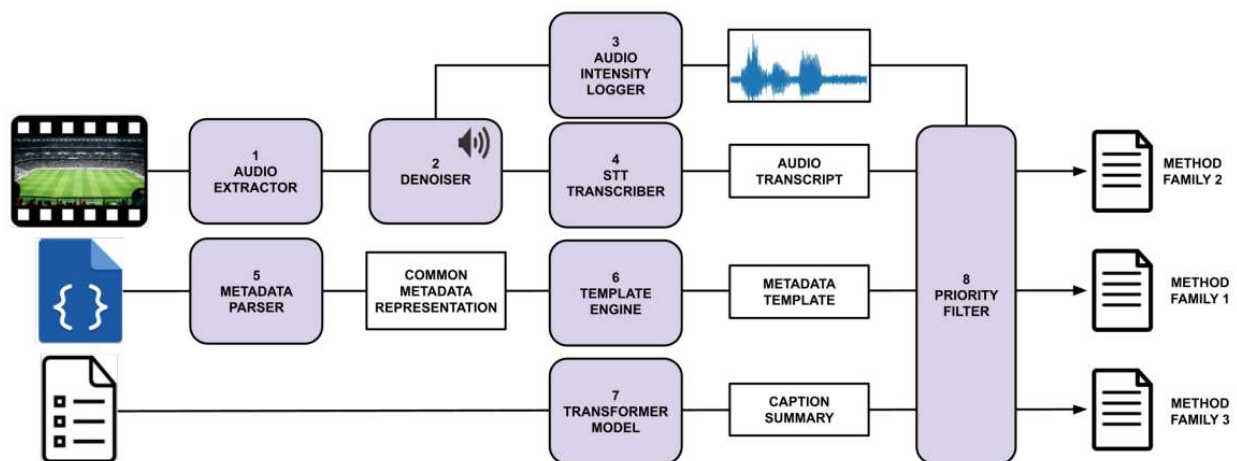 3
AUDIO
INTENSITY
LOGGER
1
AUDIO
EXTRACTOR
2
DENOISER
4
STT
TRANSCRIBER
AUDIO
TRANSCRIPT
METHOD
FAMILY 2
{ }
5
METADATA
PARSER
COMMON
METADATA
REPRESENTATION
6
TEMPLATE
ENGINE
METADATA
TEMPLATE
8
PRIORITY
FILTER
METHOD
FAMILY 1
7
TRANSFORMER
MODEL
CAPTION
SUMMARY
METHOD
FAMILY 3